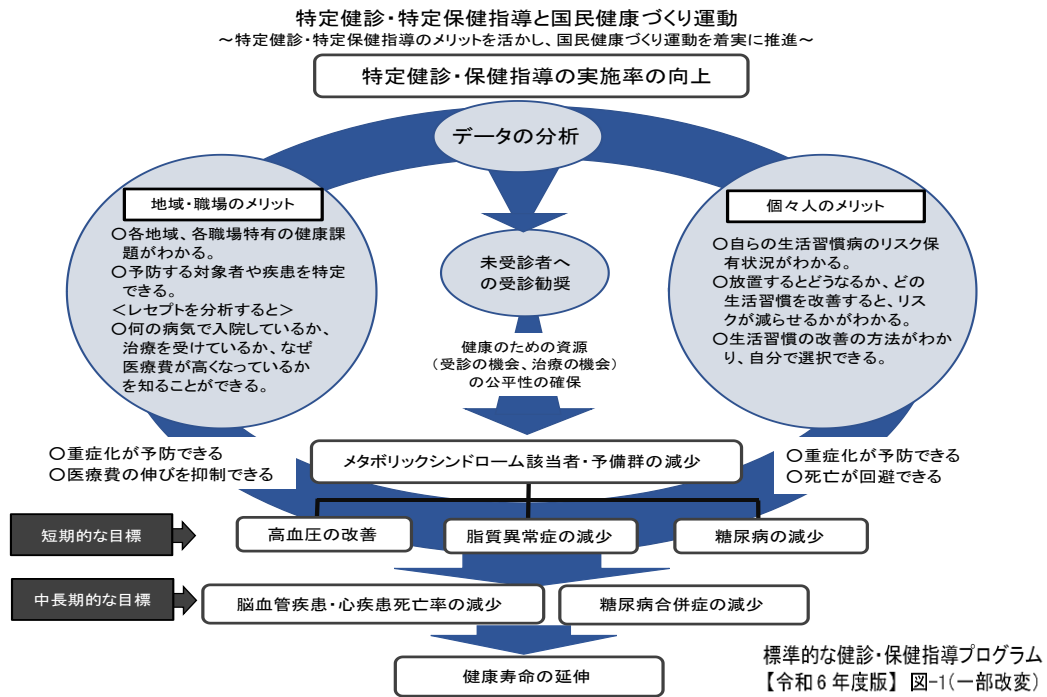 特定健診・特定保健指導と国民健康づくり運動
～特定健診・特定保健指導のメリットを活かし、国民健康づくり運動を着実に推進～
特定健診・保健指導の実施率の向上
データの分析
地域・職場のメリット
○各地域、各職場特有の健康課
題がわかる。
○予防する対象者や疾患を特定
できる。
＜レセプトを分析すると＞
○何の病気で入院しているか、
治療を受けているか、なぜ
医療費が高くなっているか
を知ることができる。
未受診者へ
の受診勧奨
健康のための資源
（受診の機会、治療の機会）
の公平性の確保
個々人のメリット
○自らの生活習慣病のリスク保
有状況がわかる。
○放置するとどうなるか、どの
生活習慣を改善すると、リス
クが減らせるかがわかる。
○生活習慣の改善の方法がわか
り、自分で選択できる。
○重症化が予防できる
○医療費の伸びを抑制できる
メタボリックシンドローム該当者・予備群の減少
○重症化が予防できる
○死亡が回避できる
短期的な目標
高血圧の改善
脂質異常症の減少
糖尿病の減少
中長期的な目標
脳血管疾患・心疾患死亡率の減少
糖尿病合併症の減少
健康寿命の延伸
標準的な健診・保健指導プログラム
【令和6年度版】 図-1（一部改変）